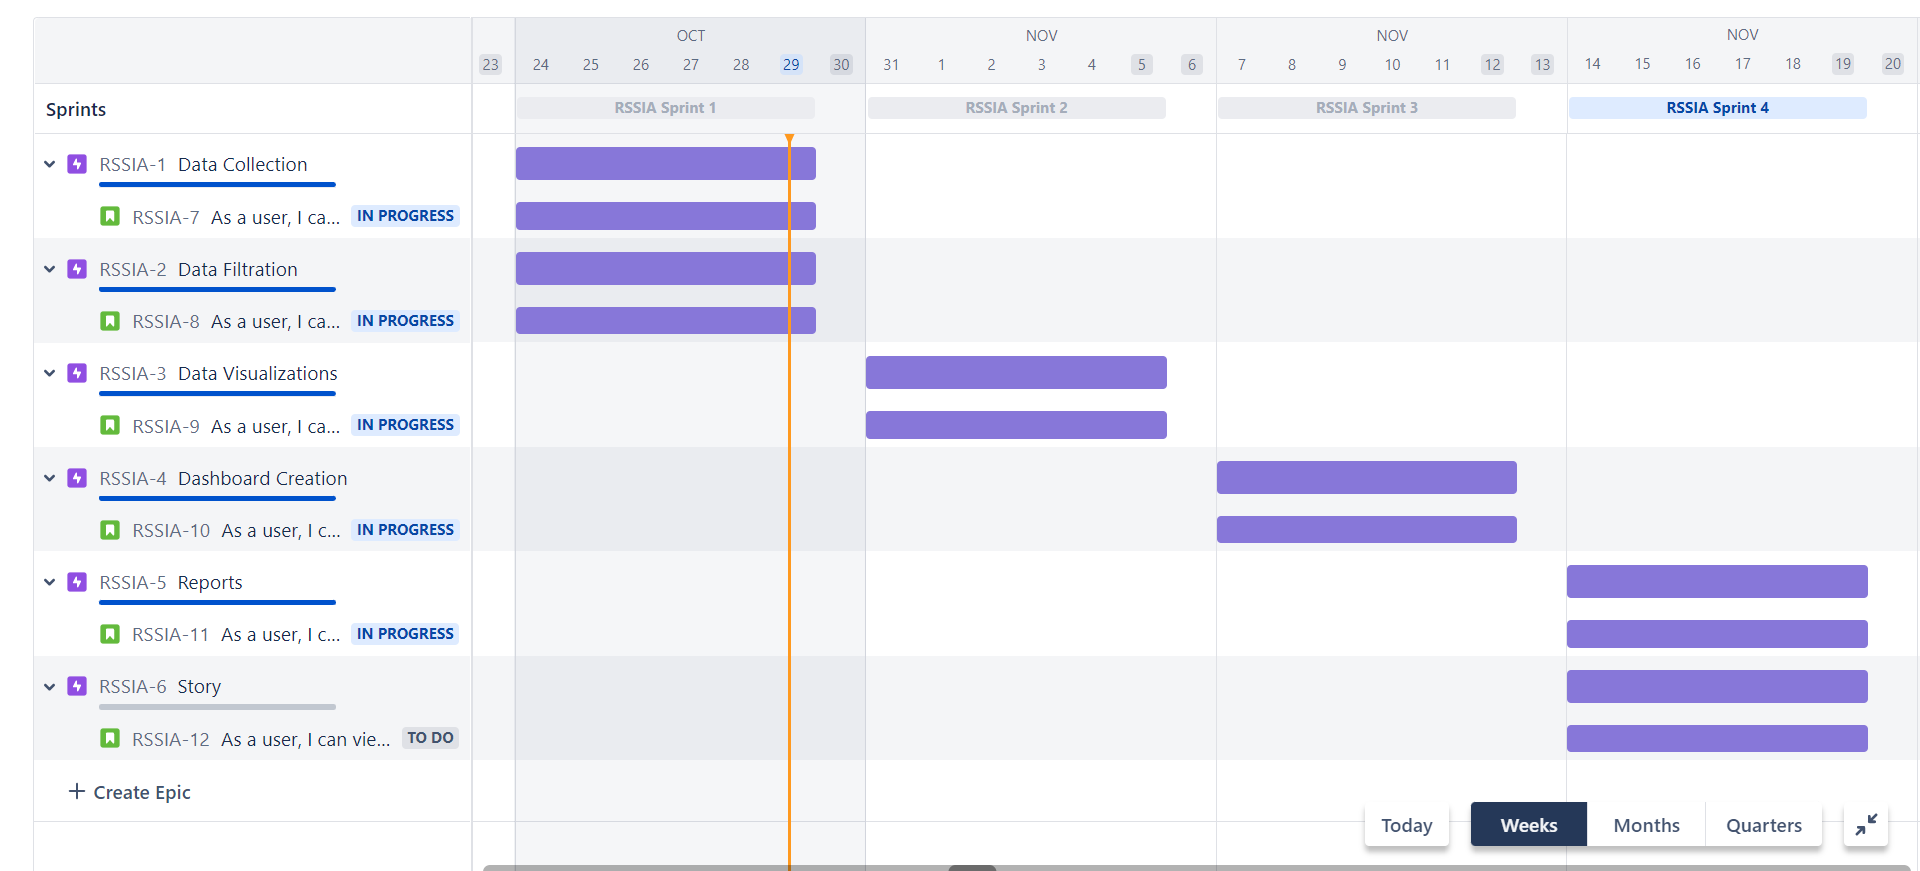 OCT NOV NOV NOV
23 24 25 26 27 28 29 30 31 1 2 3 4 5 6 7 8 9 10 11 12 13 14 15 16 17 18 19 20
Sprints RSSIA Sprint 1 RSSIA Sprint 2 RSSIA Sprint 3 RSSIA Sprint 4
RSSIA-1 Data Collection
RSSIA-7 As a user, I ca... IN PROGRESS
RSSIA-2 Data Filtration
RSSIA-8 As a user, I ca... IN PROGRESS
RSSIA-3 Data Visualizations
RSSIA-9 As a user, I ca... IN PROGRESS
RSSIA-4 Dashboard Creation
RSSIA-10 As a user, I c... IN PROGRESS
RSSIA-5 Reports
RSSIA-11 As a user, I c... IN PROGRESS
RSSIA-6 Story
RSSIA-12 As a user, I can vie... TO DO
+ Create Epic
Today Weeks Months Quarters